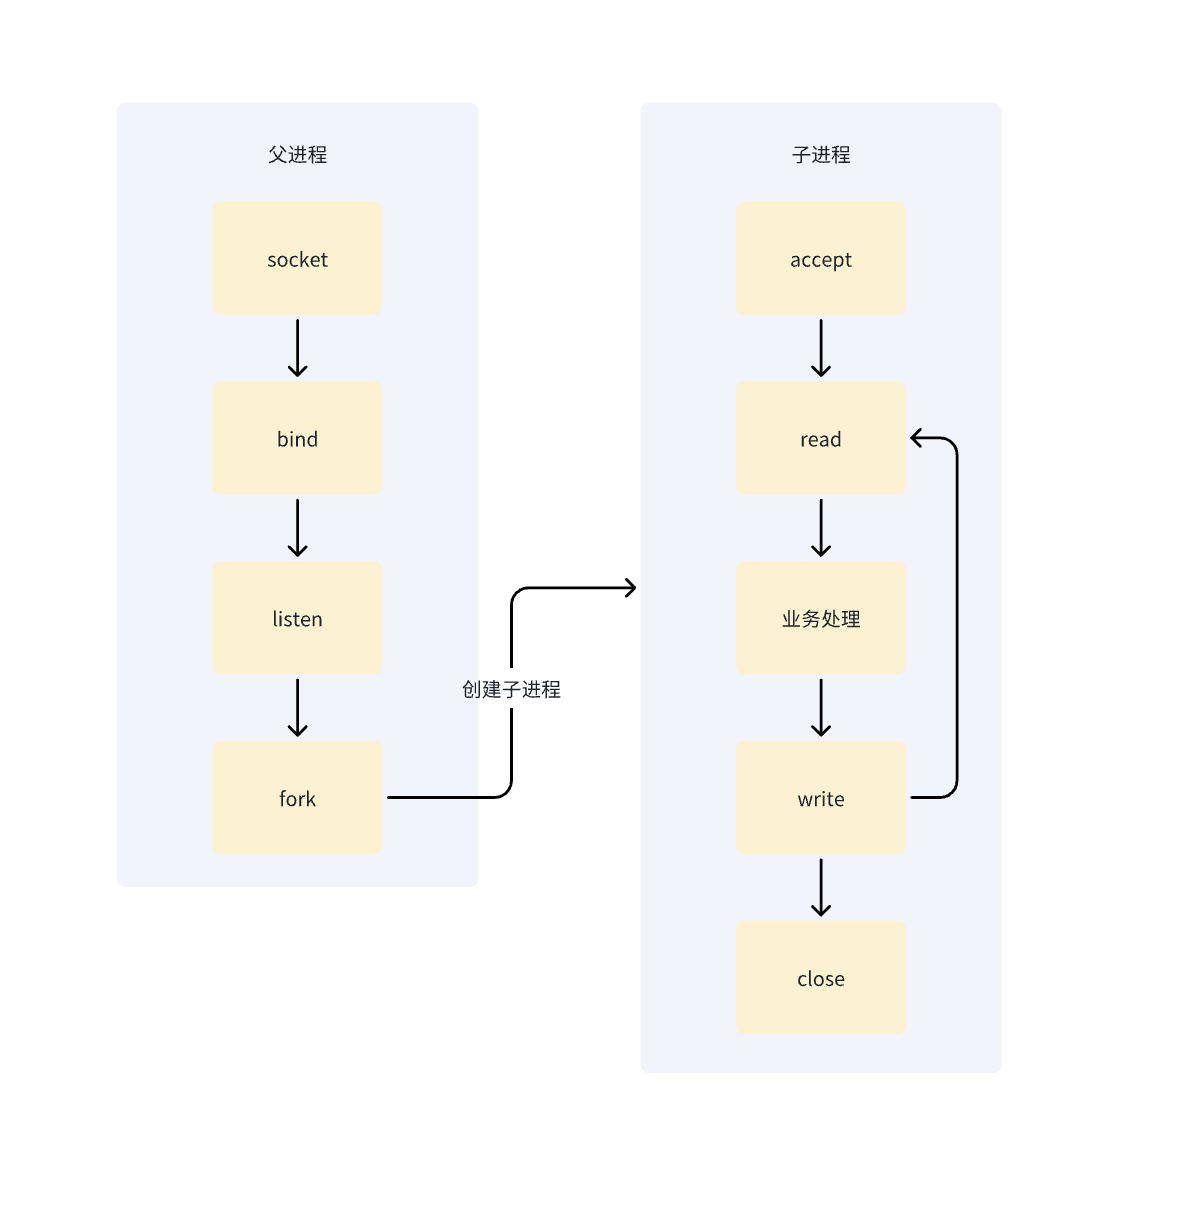 父进程
socket
bind
listen
fork
创建子进程
子进程
accept
read
业务处理
write
close